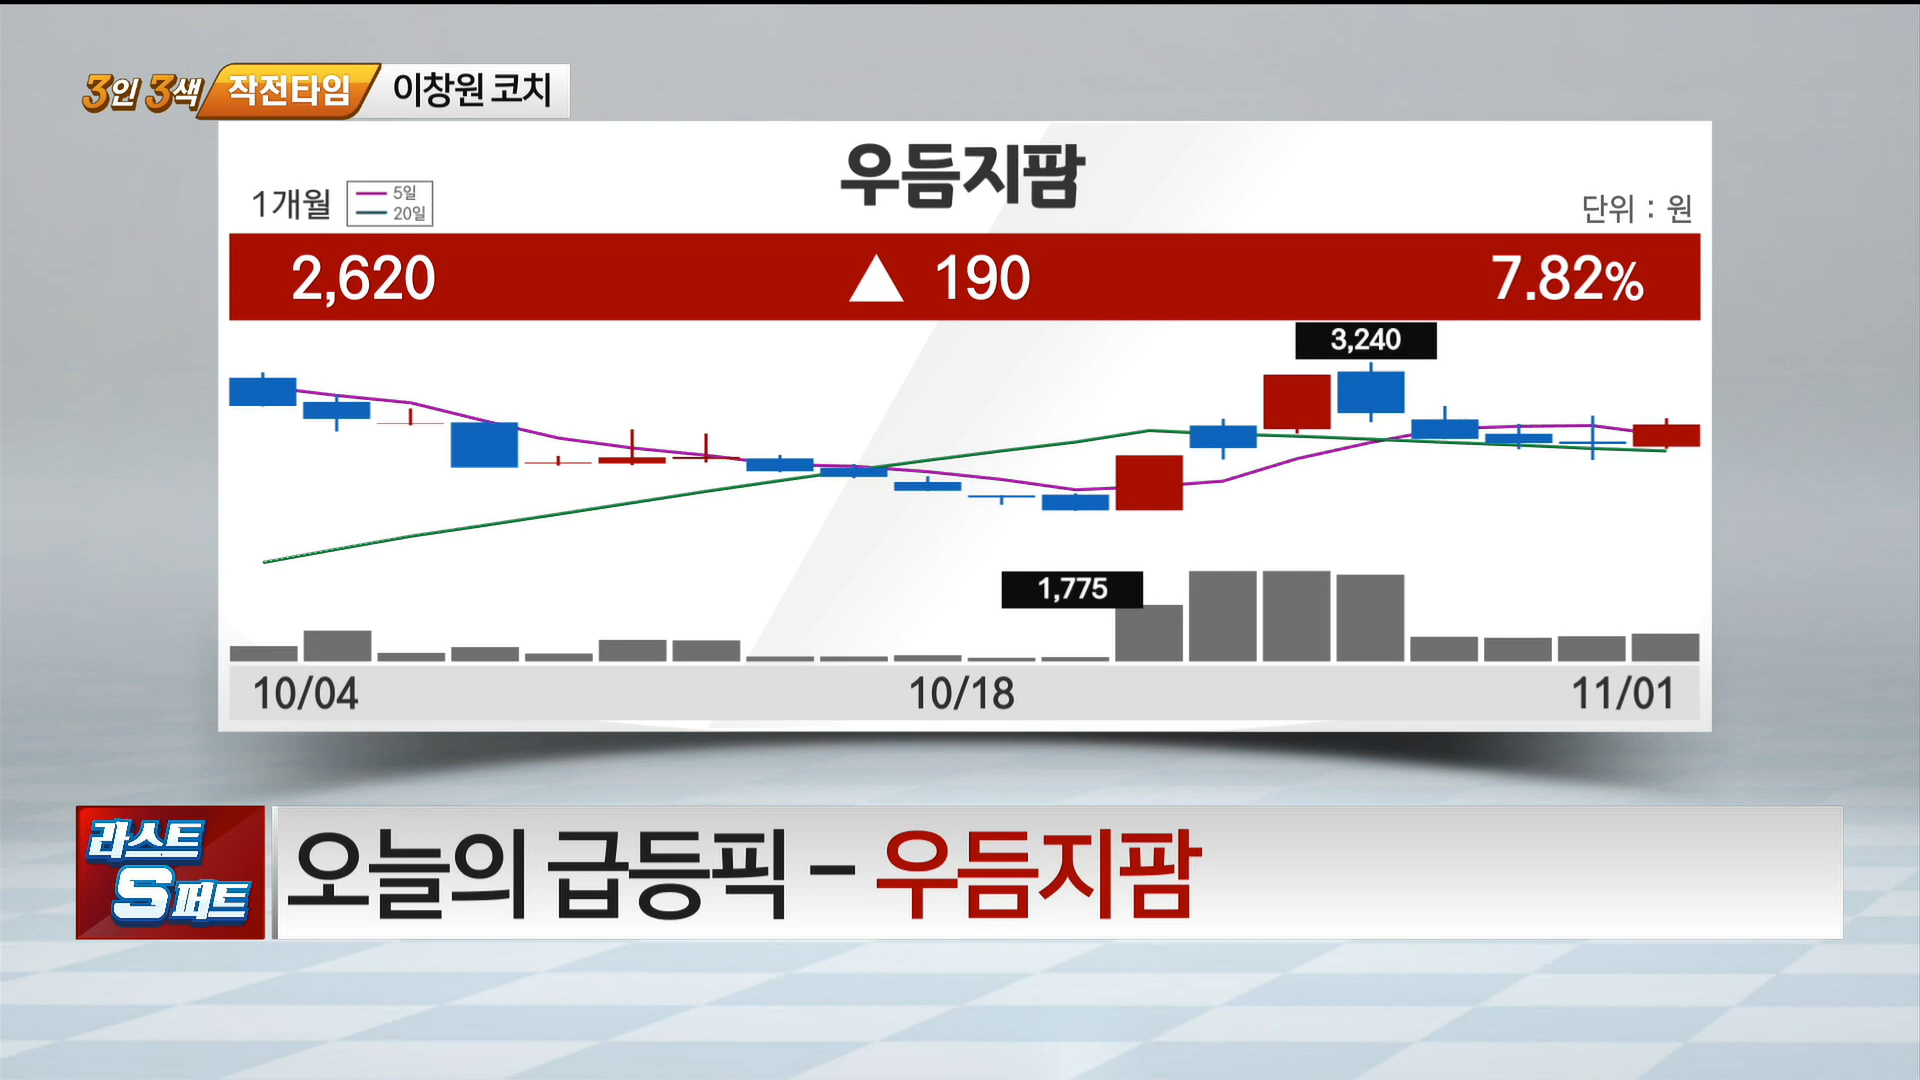 3인 3색 작전타임 이창원 코치
우듬지팜
1개월
5일
20일
단위 : 원
2,620 ▲ 190 7.82%
3,240
1,775
10/04 10/18 11/01
라스트
S퍼트
오늘의 급등픽 - 우듬지팜